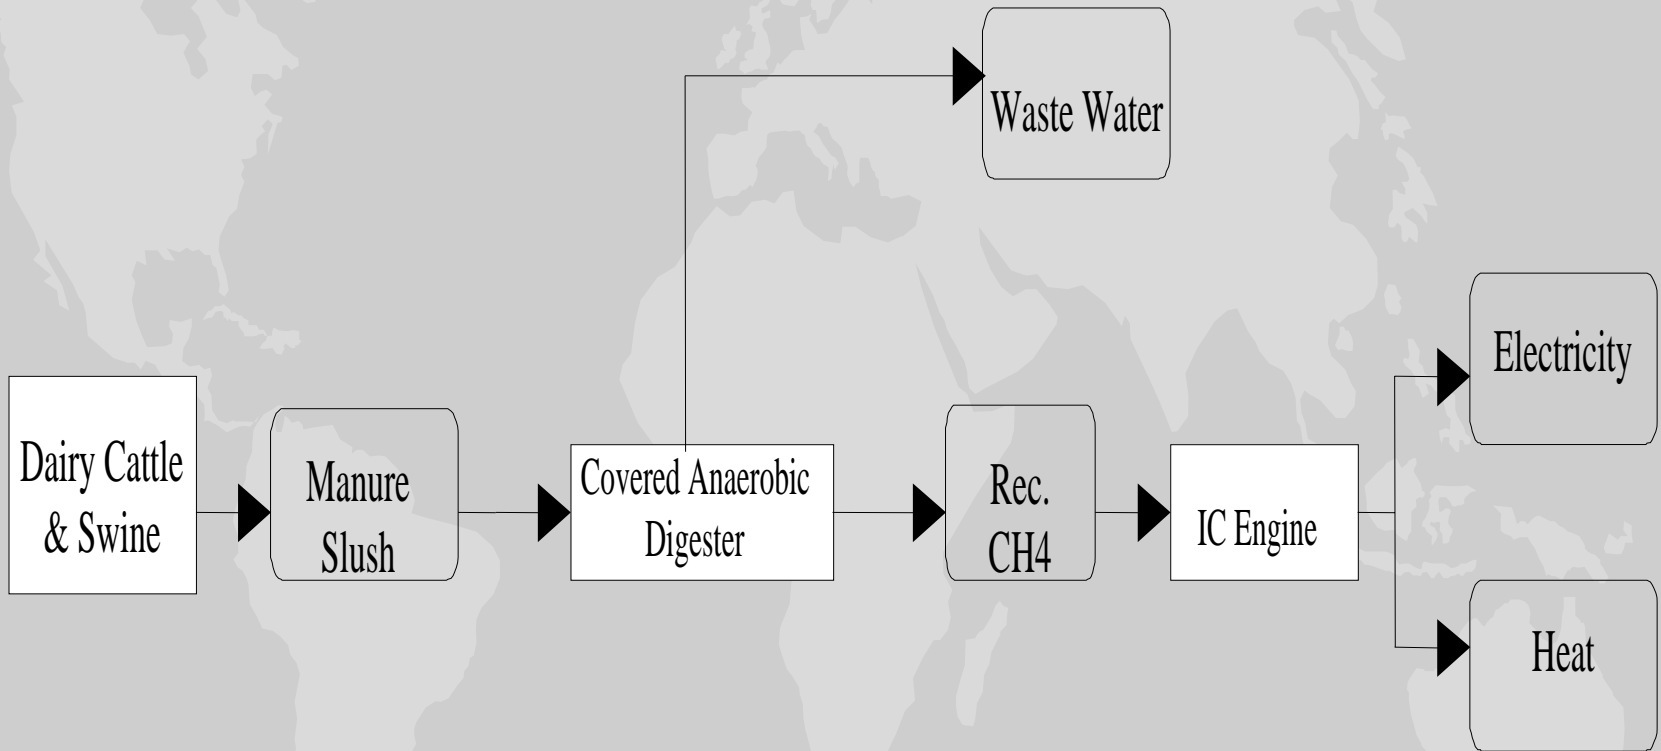 Waste Water
Electricity
Dairy Cattle
& Swine
Manure
Slush
Covered Anaerobic
Digester
Rec.
CH4
IC Engine
Heat